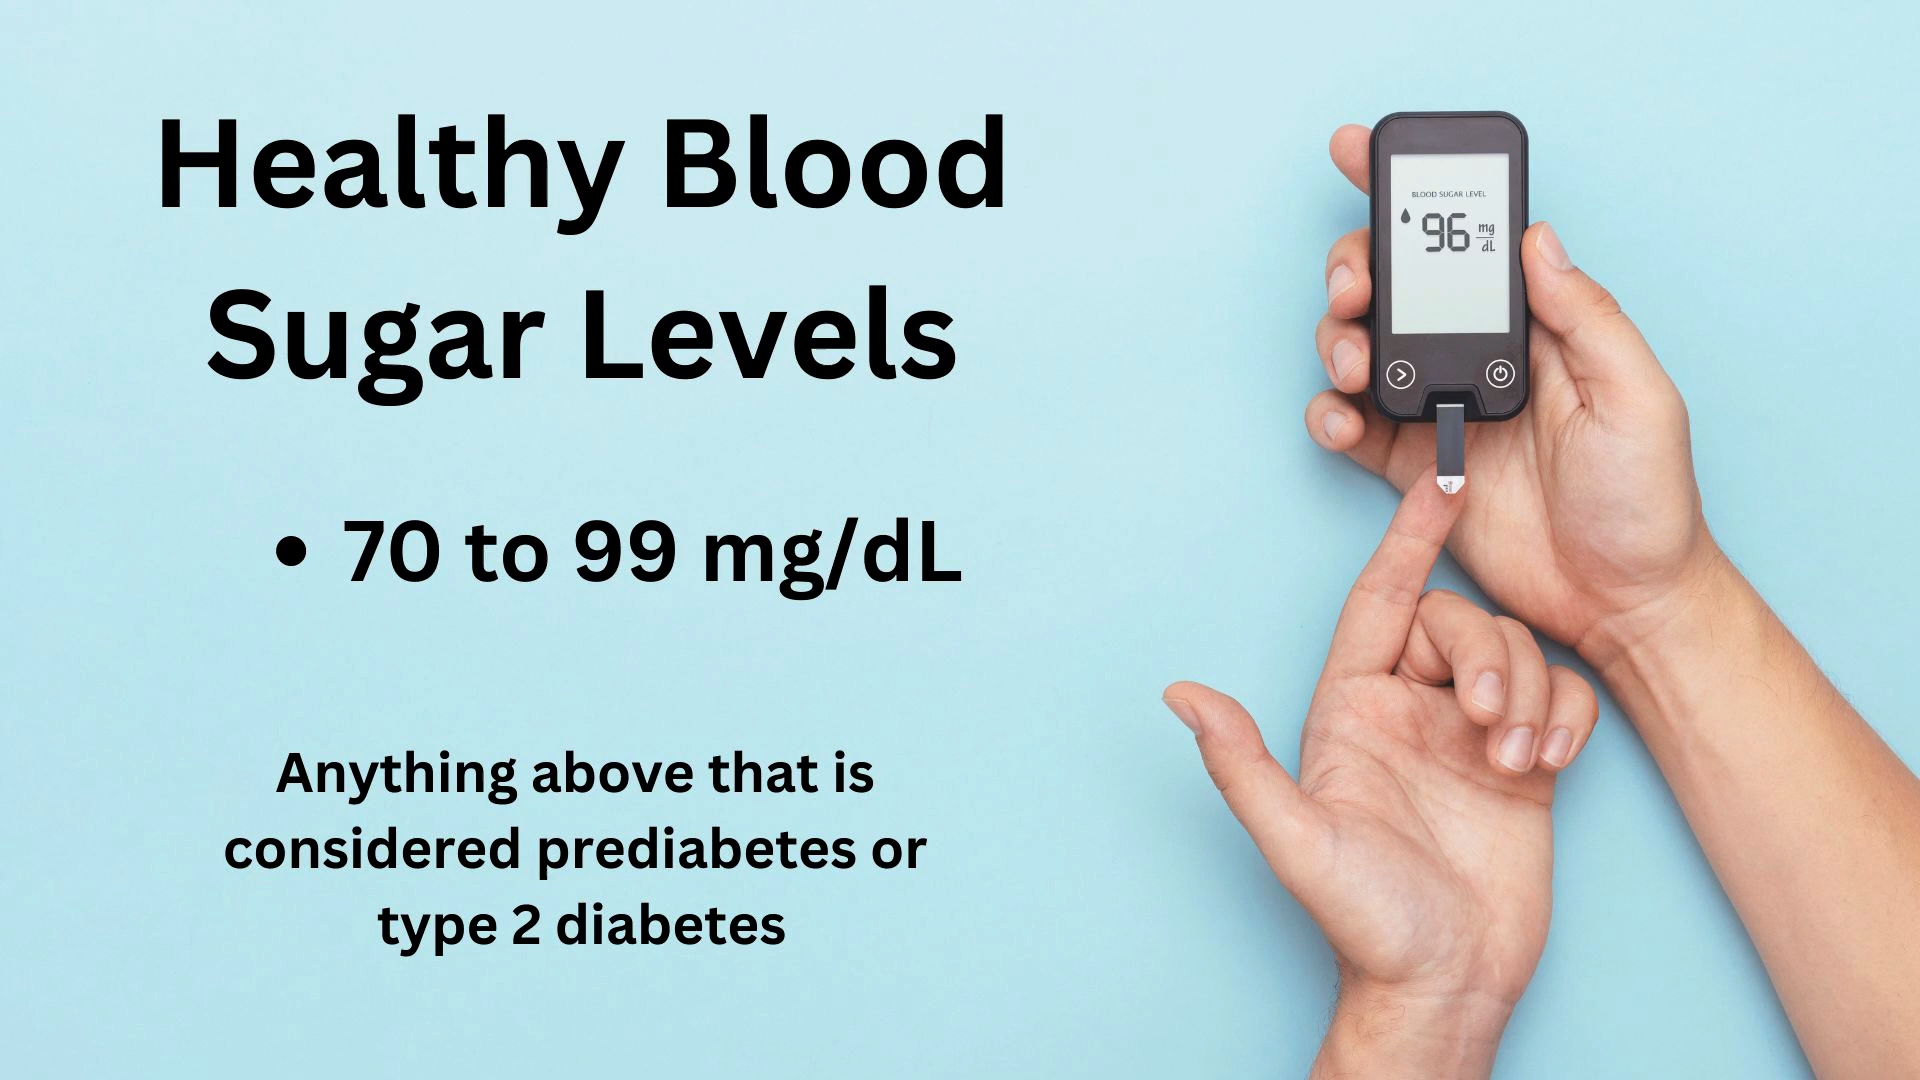 Healthy Blood
Sugar Levels
• 70 to 99 mg/dL
Anything above that is
considered prediabetes or
type 2 diabetes
BLOOD SUGAR LEVEL
96 mg
dL